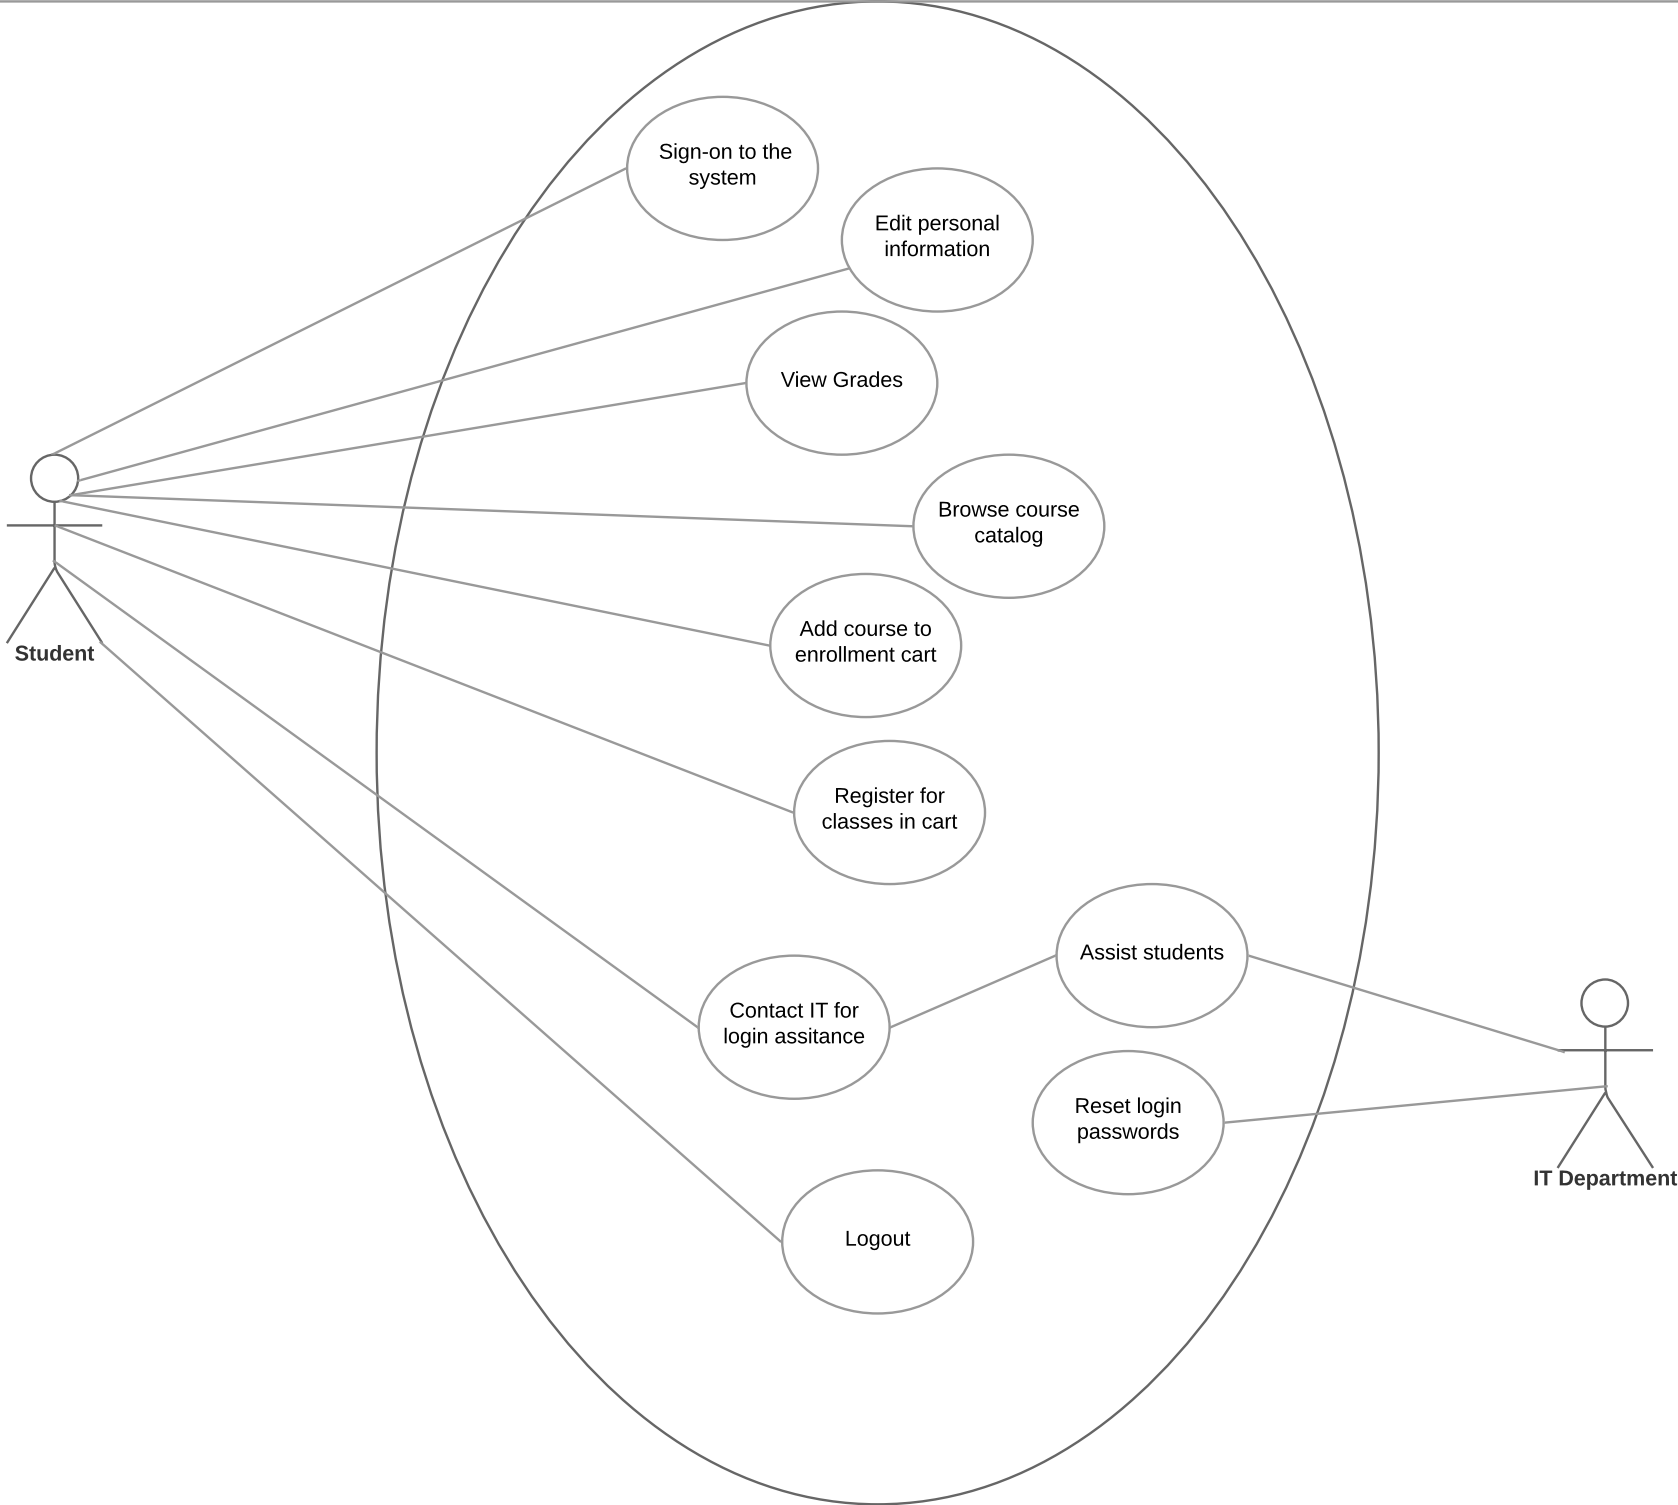 Sign-on to the
system
Edit personal
information
View Grades
Browse course
catalog
Add course to
enrollment cart
Student
Register for
classes in cart
Assist students
Contact IT for
login assitance
Reset login
passwords
IT Department
Logout